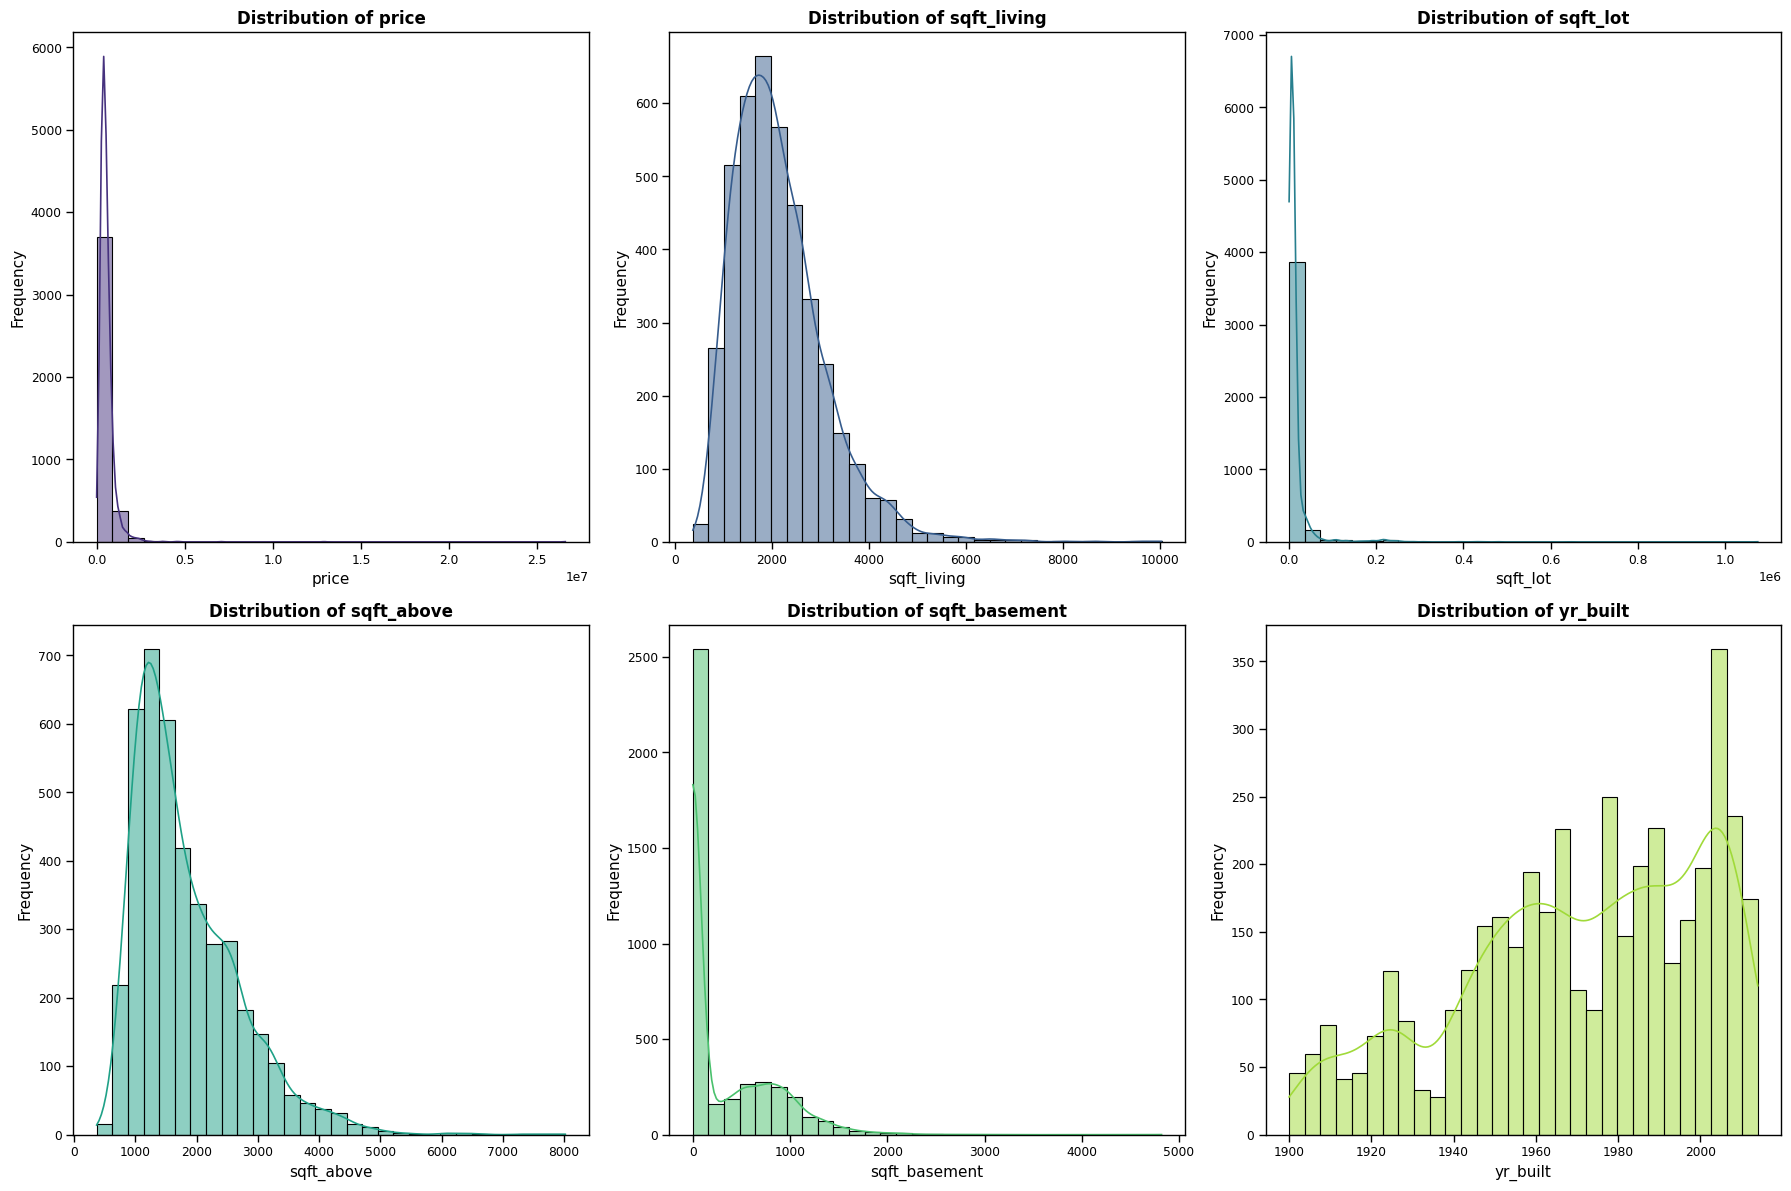 Distribution of price
6000
5000
4000
3000
2000
1000
0
Frequency
0.0 0.5 1.0 1.5 2.0 2.5
1e7
price
Distribution of sqft_living
600
500
400
300
200
100
0
Frequency
0 2000 4000 6000 8000 10000
sqft_living
Distribution of sqft_lot
7000
6000
5000
4000
3000
2000
1000
0
Frequency
0.0 0.2 0.4 0.6 0.8 1.0
1e6
sqft_lot
Distribution of sqft_above
700
600
500
400
300
200
100
0
Frequency
0 1000 2000 3000 4000 5000 6000 7000 8000
sqft_above
Distribution of sqft_basement
2500
2000
1500
1000
500
0
Frequency
0 1000 2000 3000 4000 5000
sqft_basement
Distribution of yr_built
350
300
250
200
150
100
50
0
Frequency
1900 1920 1940 1960 1980 2000
yr_built